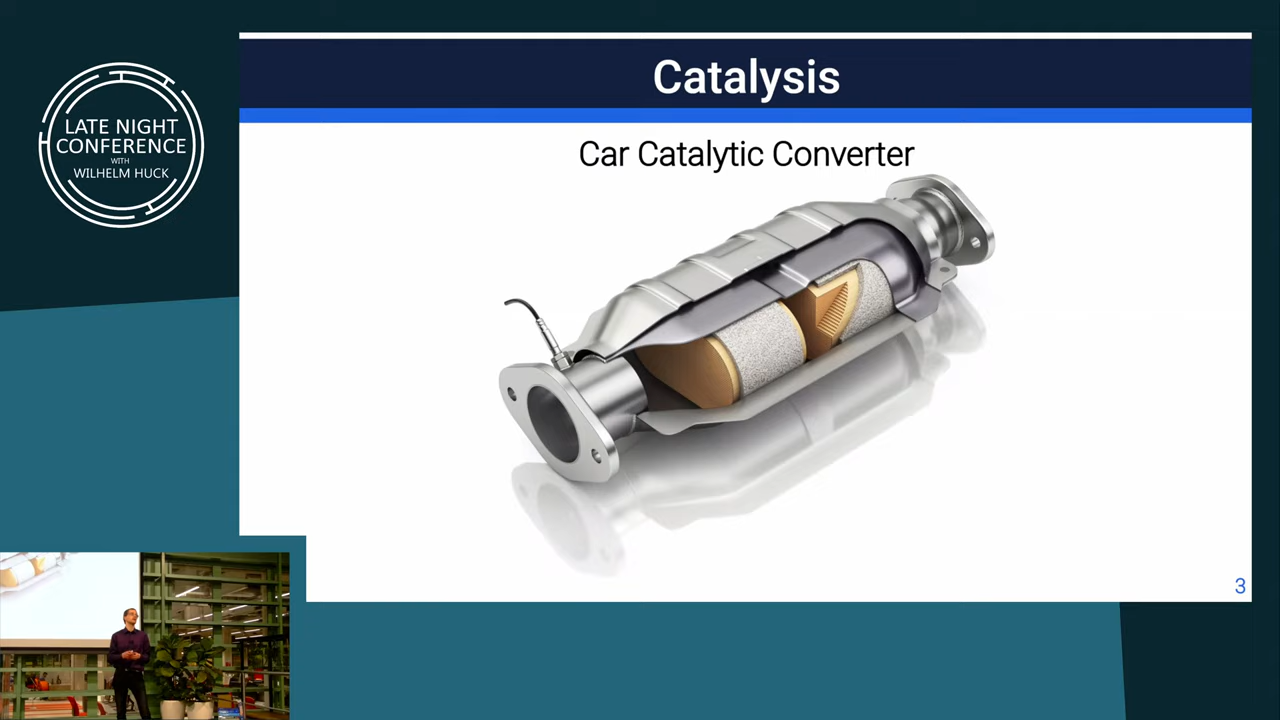 LATE NIGHT
CONFERENCE
WITH
WILHELM HUCK
Catalysis
Car Catalytic Converter
3